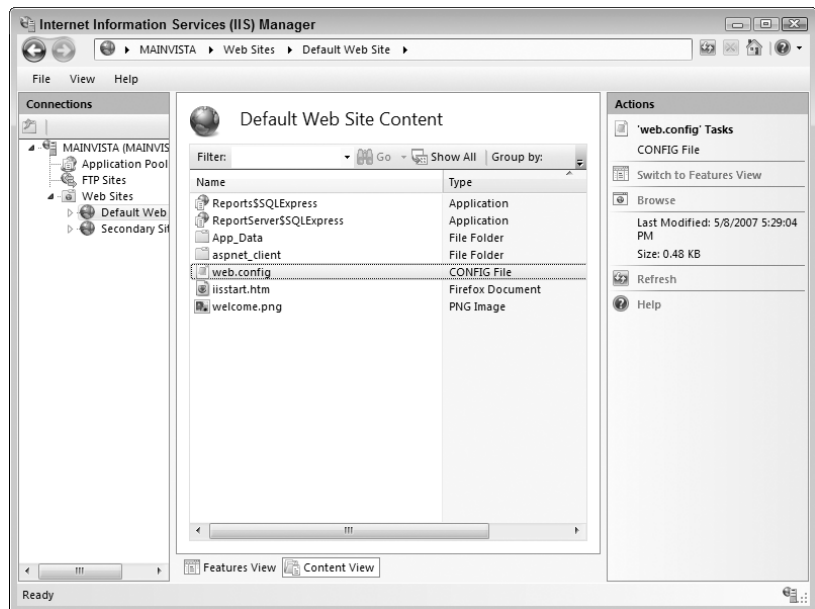 Internet Information Services (IIS) Manager
MAINVISTA Web Sites Default Web Site
File View Help
Connections
MAINVISTA (MAINVIS
Application Pool
FTP Sites
Web Sites
Default Web
Secondary Sit
Default Web Site Content
Filter: Go Show All Group by:
Name Type
Reports$SQLExpress Application
ReportServer$SQLExpress Application
App_Data File Folder
aspnet_client File Folder
web.config CONFIG File
iisstart.htm Firefox Document
welcome.png PNG Image
Features View Content View
Actions
'web.config' Tasks
CONFIG File
Switch to Features View
Browse
Last Modified: 5/8/2007 5:29:04
PM
Size: 0.48 KB
Refresh
Help
Ready